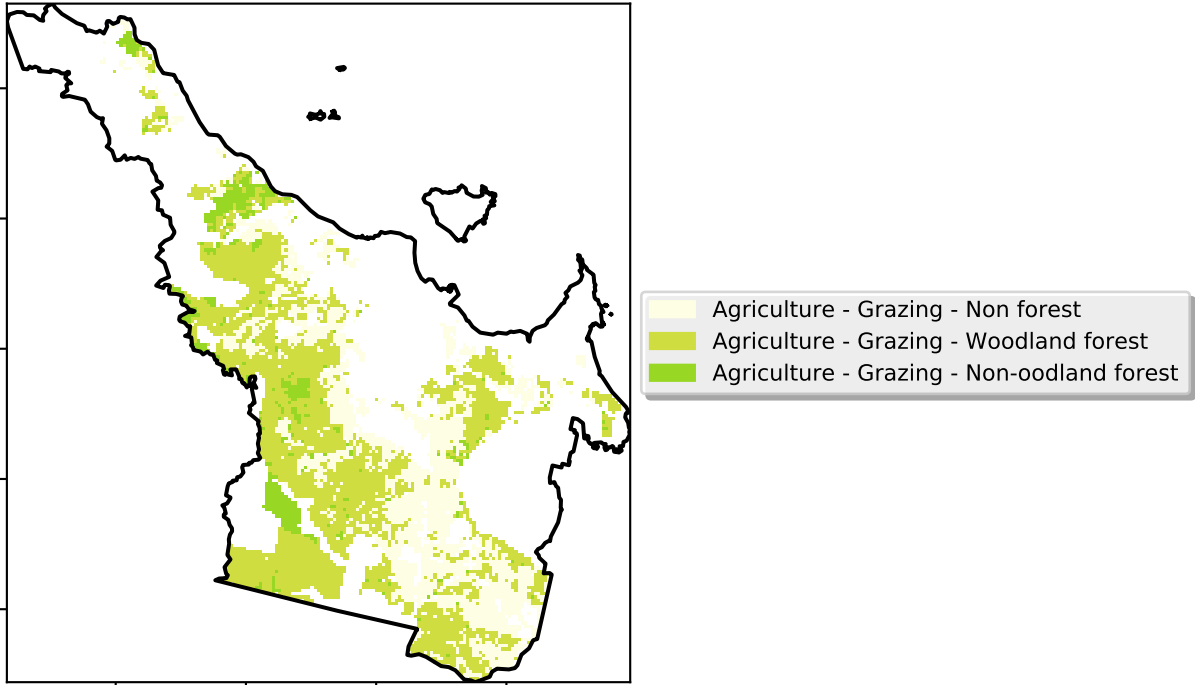 Agriculture - Grazing - Non forest
Agriculture - Grazing - Woodland forest
Agriculture - Grazing - Non-oodland forest